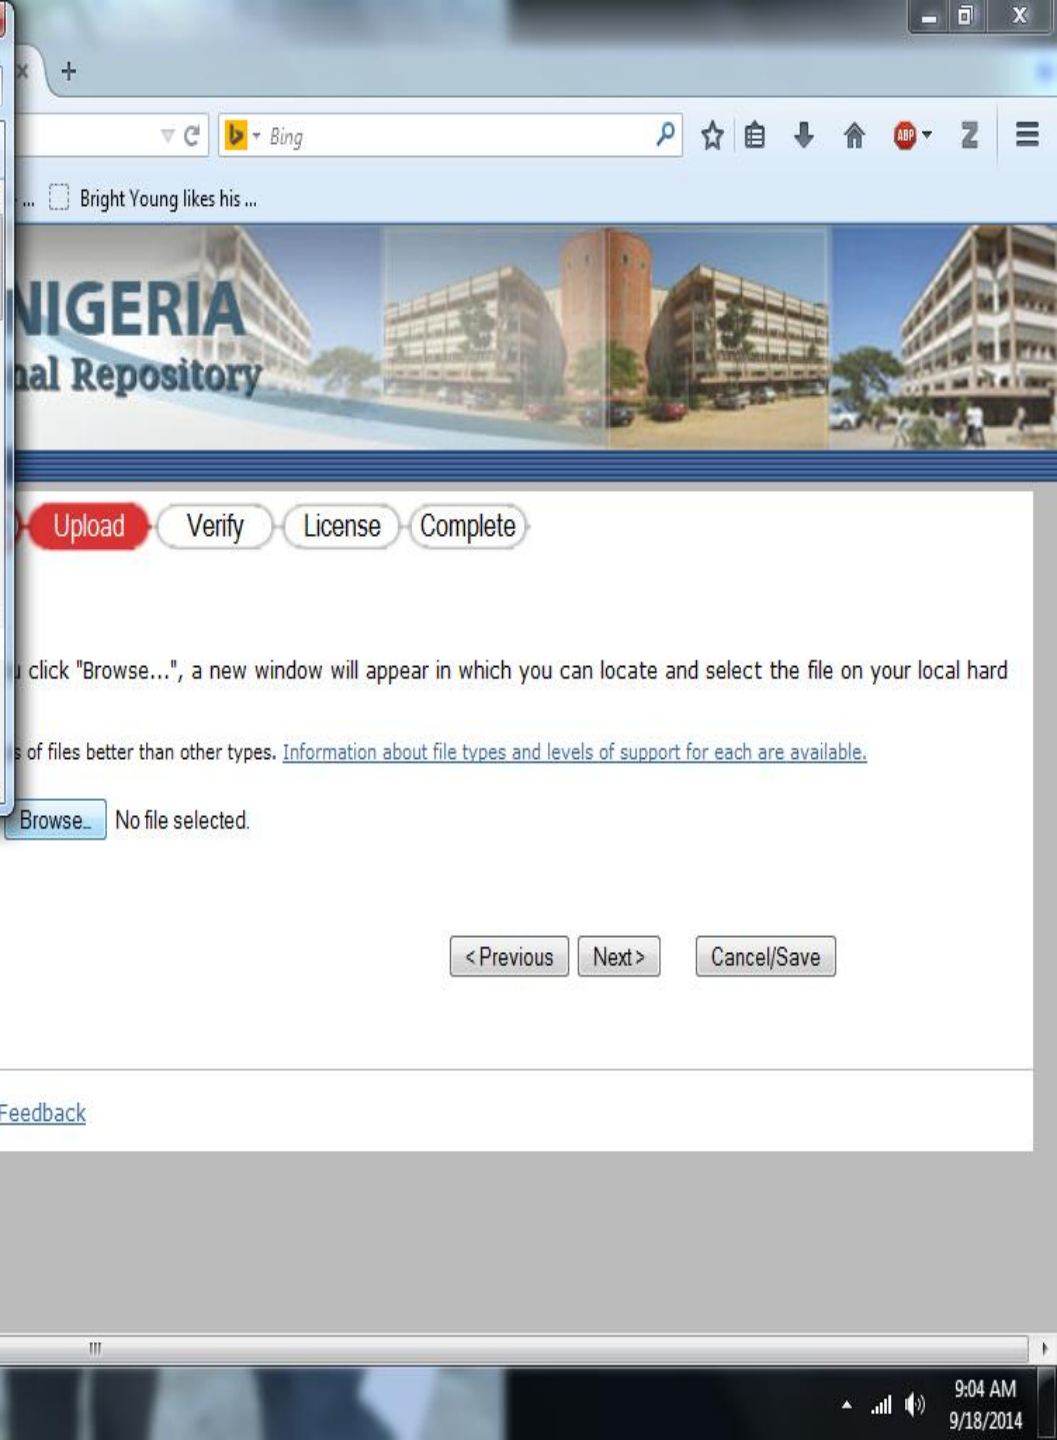 Bing
ABP
Z
... Bright Young likes his ...
NIGERIA
nal Repository
Upload Verify License Complete
click "Browse...", a new window will appear in which you can locate and select the file on your local hard
s of files better than other types. Information about file types and levels of support for each are available.
Browse... No file selected.
< Previous Next > Cancel/Save
Feedback
9:04 AM
9/18/2014